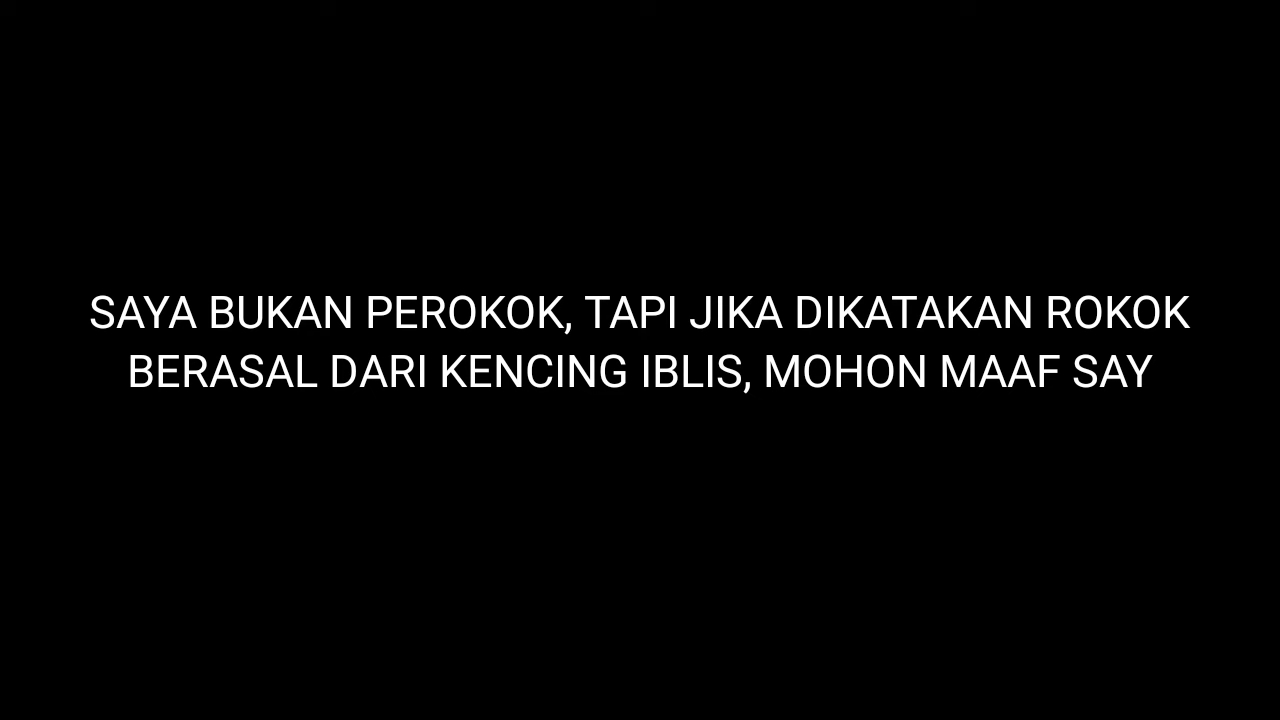 SAYA BUKAN PEROKOK, TAPI JIKA DIKATAKAN ROKOK
BERASAL DARI KENCING IBLIS, MOHON MAAF SAY